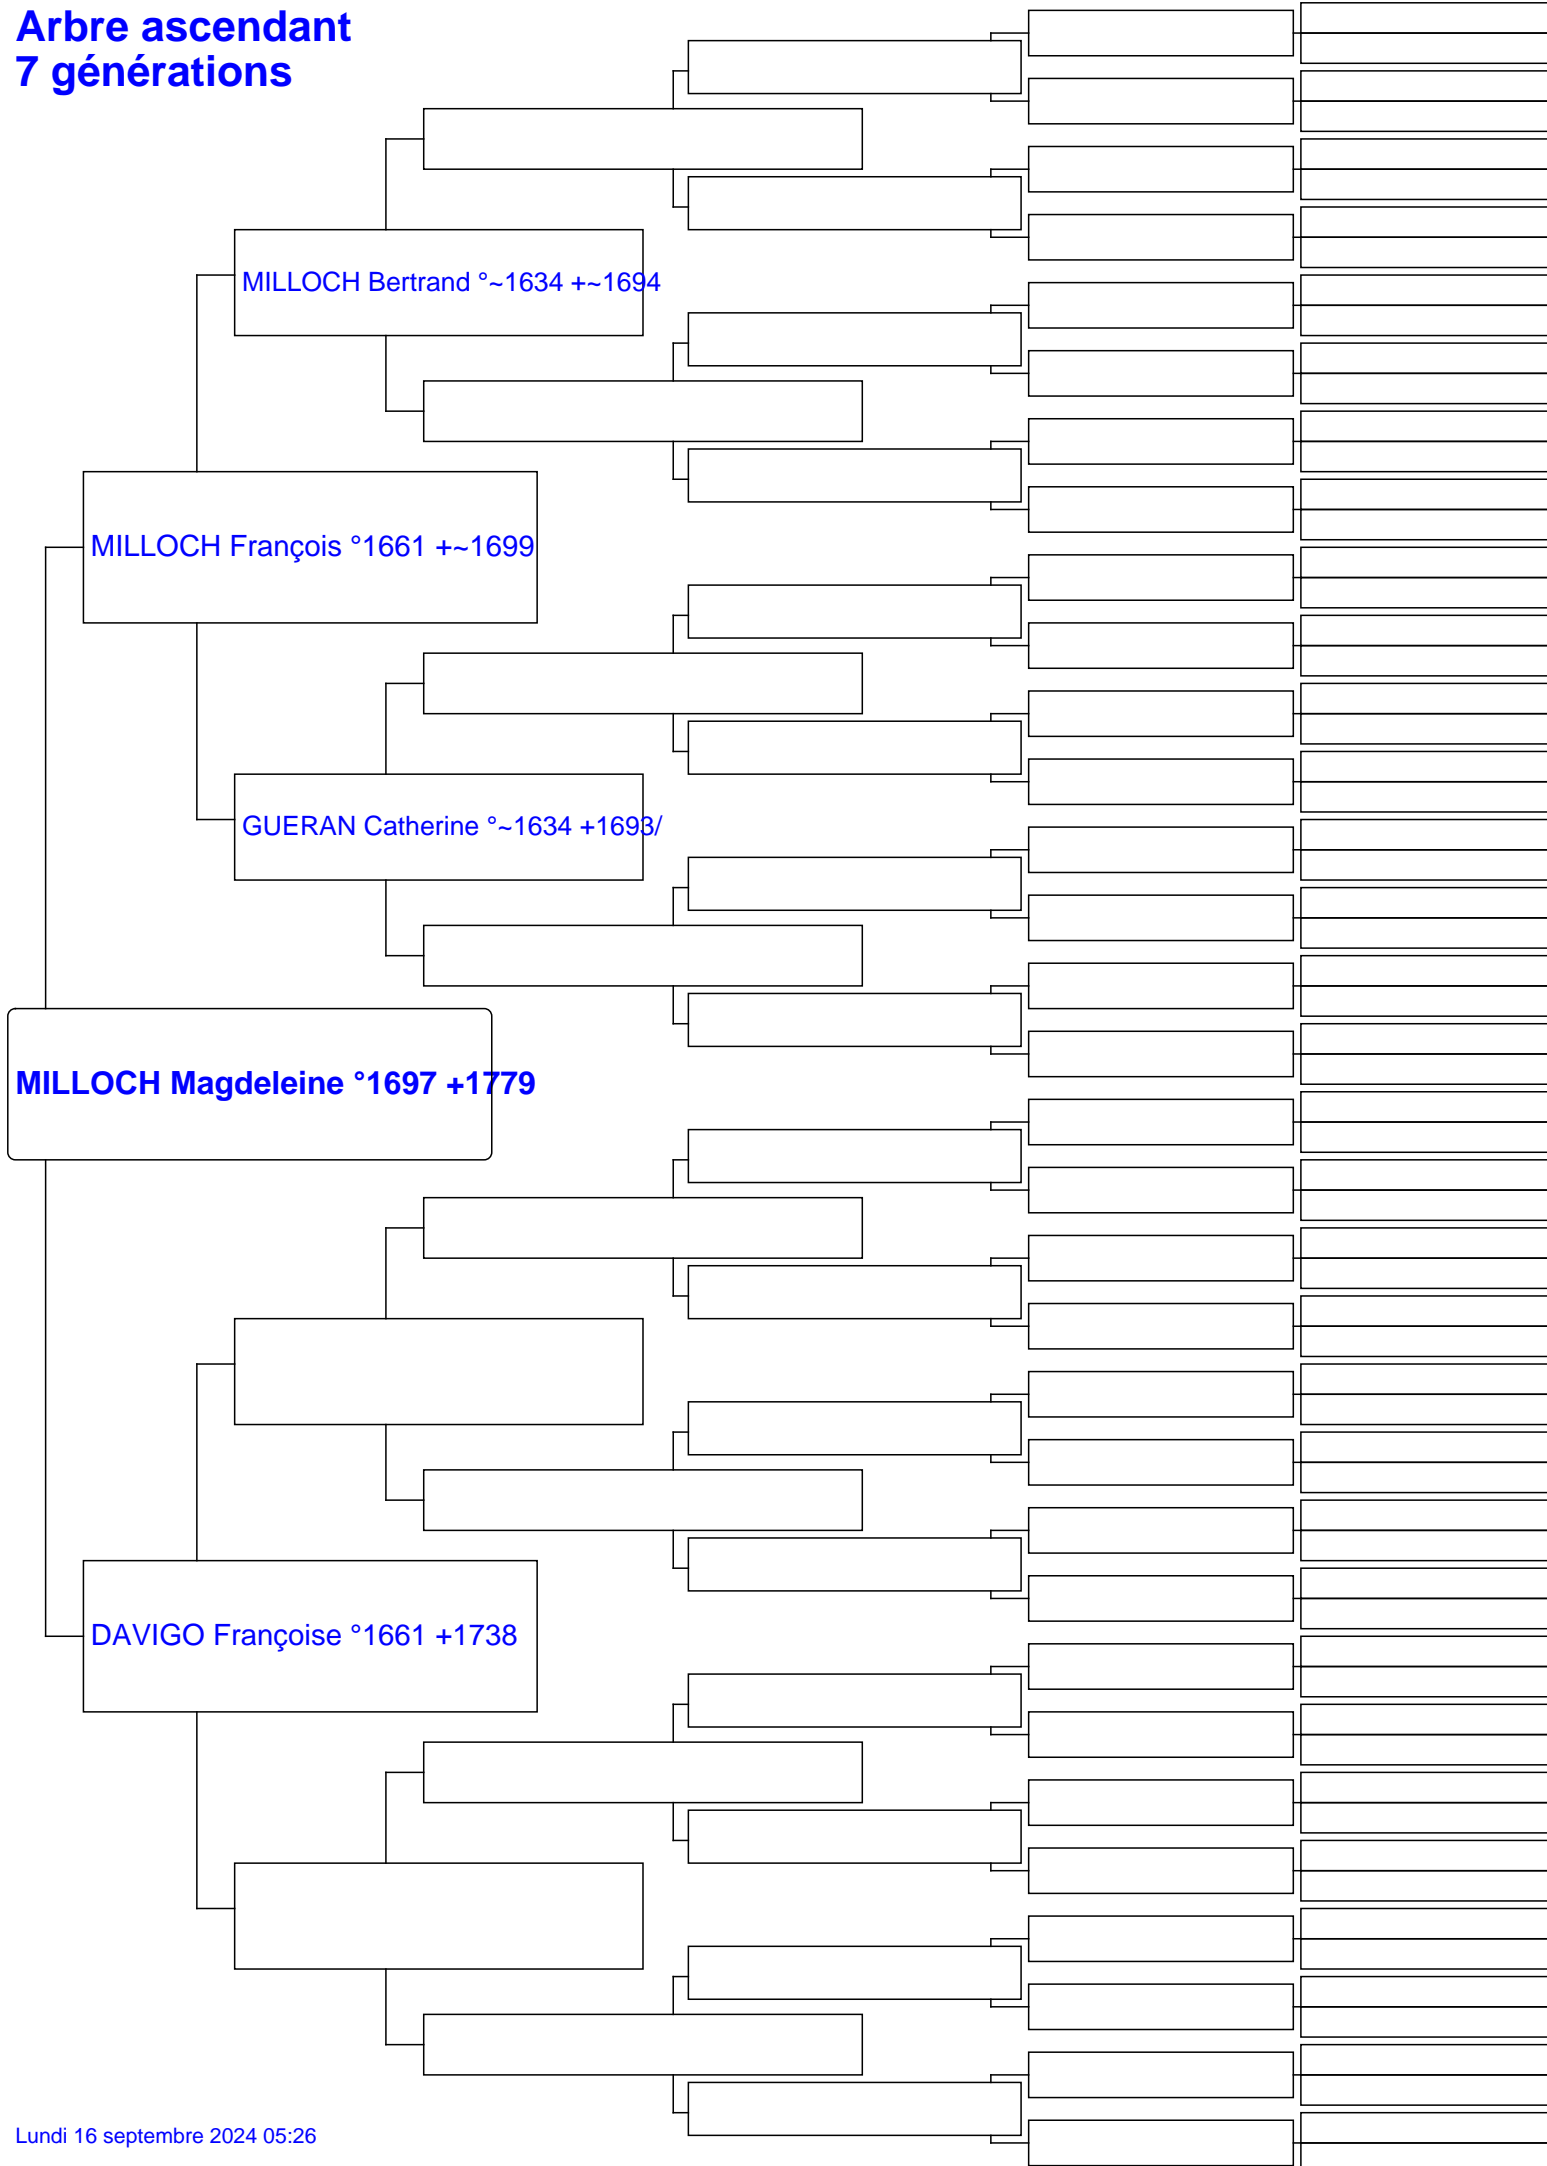 Arbre ascendant
7 générations
MILLOCH Bertrand °~1634 +~1694
MILLOCH François °1661 +~1699
GUERAN Catherine °~1634 +1693/
MILLOCH Magdeleine °1697 +1779
DAVIGO Françoise °1661 +1738
Lundi 16 septembre 2024 05:26